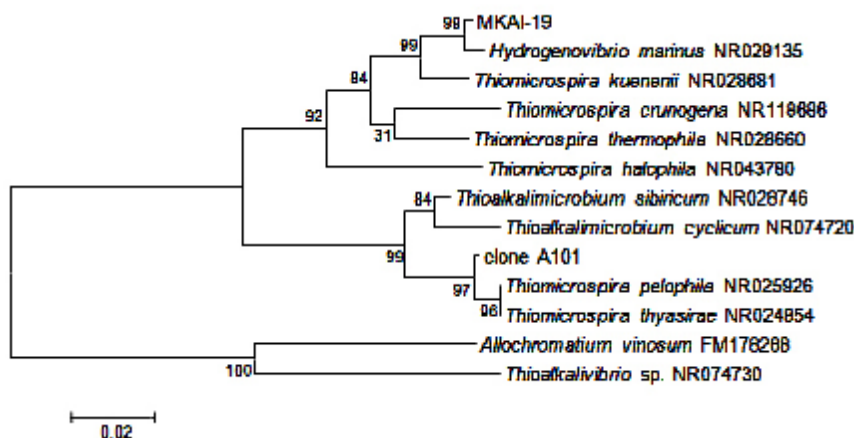 98 MKAI-19
99 Hydrogenovibrio marinus NR029135
84 Thiomicrospira kuenenii NR028681
92 Thiomicrospira crunogena NR118698
31 Thiomicrospira thermophila NR028660
Thiomicrospira halophila NR043780
84 Thioalkalimicrobium sibiricum NR028746
Thioalkalimicrobium cyclicum NR074720
99 clone A101
97 Thiomicrospira pelophila NR025926
96 Thiomicrospira thyasirae NR024854
Allochromatium vinosum FM178268
100 Thioalkalivibrio sp. NR074730
0.02